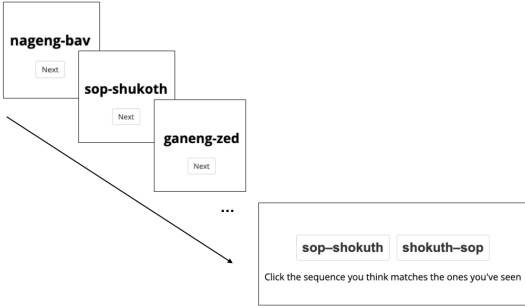 nageng-bav
Next
sop-shukoth
Next
ganeng-zed
Next
...
sop–shokuth shokuth–sop
Click the sequence you think matches the ones you've seen